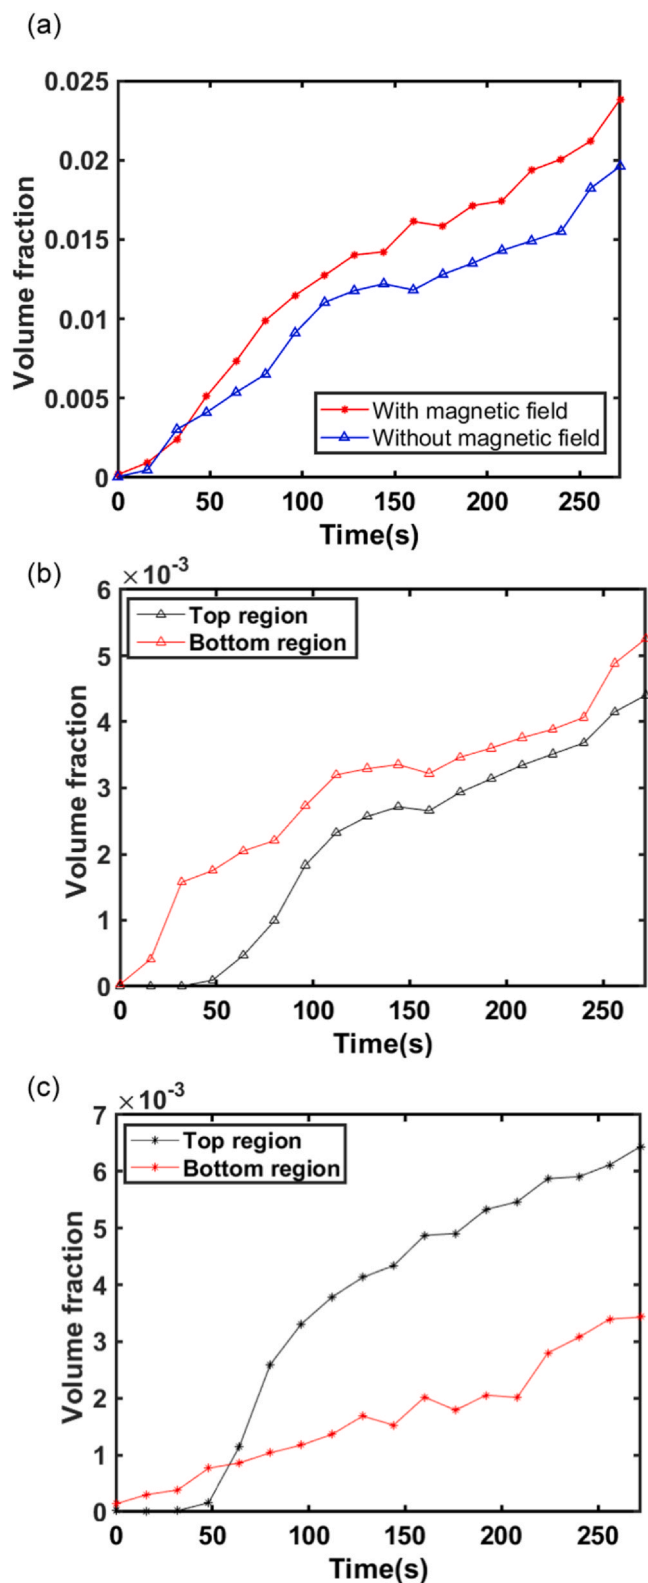 (a)
0.025
0.02
0.015
0.01
0.005
0
Volume fraction
With magnetic field
Without magnetic field
0 50 100 150 200 250
Time(s)
(b)
×10⁻³
6
5
4
3
2
1
0
Volume fraction
Top region
Bottom region
0 50 100 150 200 250
Time(s)
(c)
×10⁻³
7
6
5
4
3
2
1
0
Volume fraction
Top region
Bottom region
0 50 100 150 200 250
Time(s)